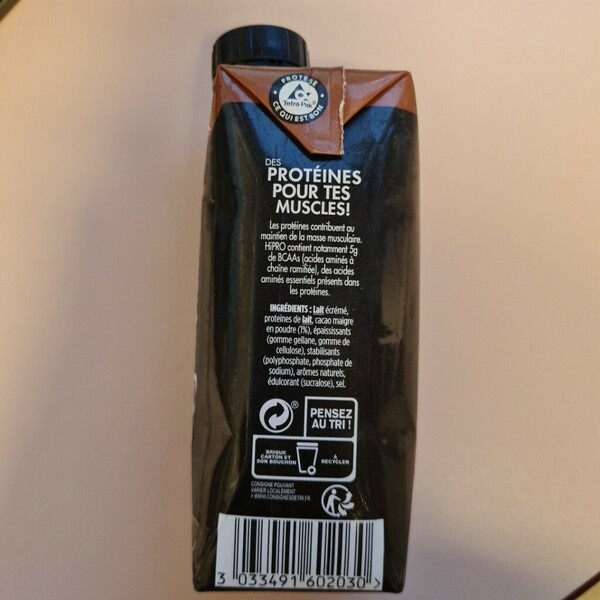 PROTÈGE
Tetra Pak®
CE QUI EST BON
DES
PROTÉINES
POUR TES
MUSCLES!
Les protéines contribuent au
maintien de la masse musculaire.
HiPRO contient notamment 5g
de BCAAs (acides aminés à
chaîne ramifiée), des acides
aminés essentiels présents dans
les protéines.
INGRÉDIENTS : Lait écrémé,
proteines de lait, cacao maigre
en poudre (1%), épaississants
(gomme gellane, gomme de
cellulose), stabilisants
(polyphosphate, phosphate de
sodium), arômes naturels,
édulcorant (sucralose), sel.
®
PENSEZ
AU TRI !
BRIQUE
CARTON ET
SON BOUCHON
À
RECYCLER
CONSIGNE POUVANT
VARIER LOCALEMENT
> WWW.CONSIGNESDETRI.FR
3 033491 602030 >